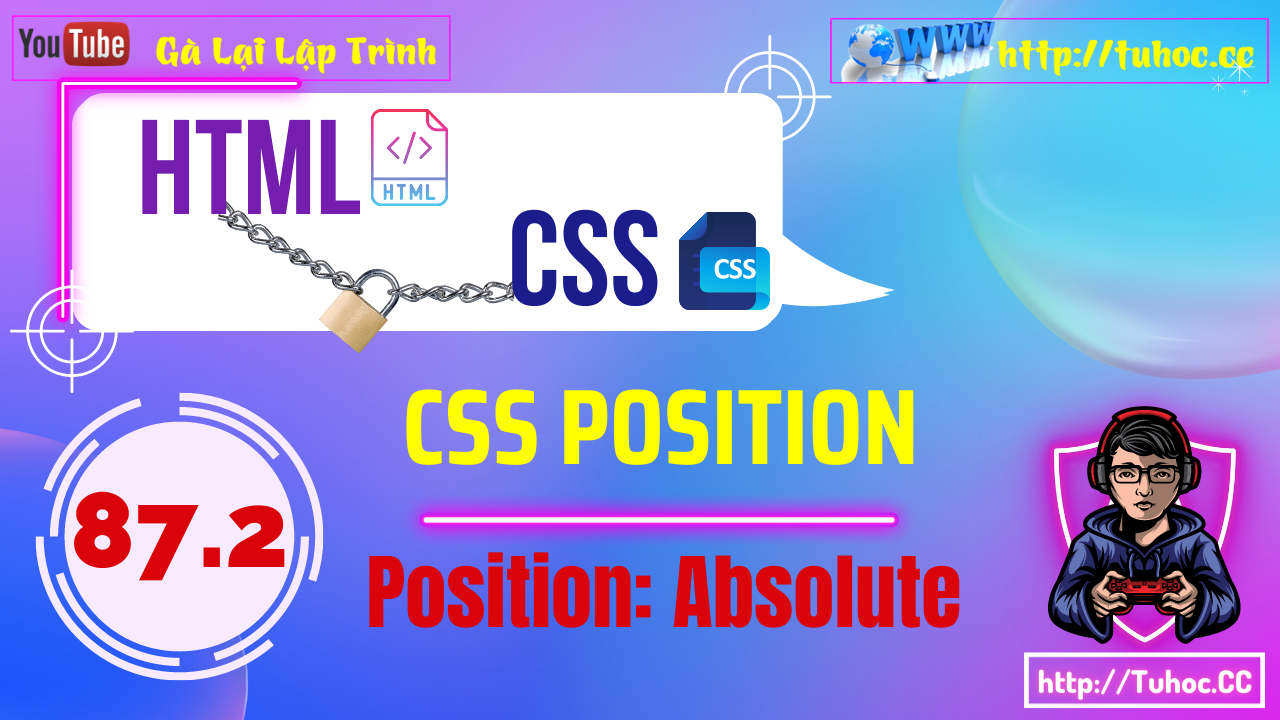 YouTube
Gà Lại Lập Trình
WWW
http://tuhoc.cc
HTML
HTML
CSS
CSS
CSS POSITION
87.2
Position: Absolute
http://Tuhoc.CC